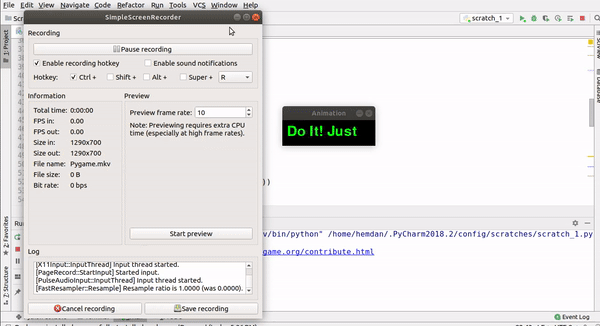 File Edit View Navigate Code Refactor Run Tools VCS Window Help
SimpleScreenRecorder
scratch_1
Recording
Pause recording
Enable recording hotkey
Enable sound notifications
Hotkey: Ctrl + Shift + Alt + Super + R
Information
Preview
Total time: 0:00:00
FPS in: 0.00
FPS out: 0.00
Size in: 1290x700
Size out: 1290x700
File name: Pygame.mkv
File size: 0 B
Bit rate: 0 bps
Preview frame rate: 10
Note: Previewing requires extra CPU
time (especially at high frame rates).
Start preview
Animation
Do It! Just
))
1: Project
2: Favorites
Z: Structure
v/bin/python" /home/hemdan/.PyCharm2018.2/config/scratches/scratch_1.py
game.org/contribute.html
Log
[X11Input::InputThread] Input thread started.
[PageRecord::StartInput] Started input.
[PulseAudioInput::InputThread] Input thread started.
[FastResampler::Resample] Resample ratio is 1.0000 (was 0.0000).
Cancel recording
Save recording
Event Log